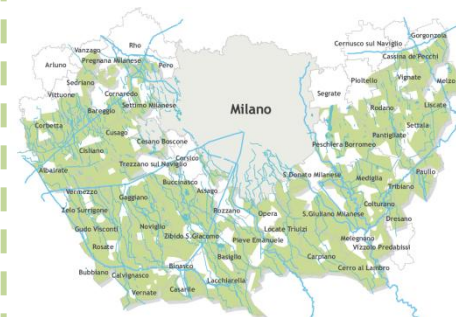 Rho
Gorgonzola
Cernusco sul Naviglio
Vanzago
Pregnana Milanese
Cassina de Pecchi
Arluno
Pero
Pioltello
Vignate
Melzo
Sedriano
Cornaredo
Segrate
Vittuone
Bareggio
Settimo Milanese
Rodano
Liscate
Milano
Corbetta
Cusago
Settala
Pantigliate
Cisliano
Cesano Boscone
Peschiera Borromeo
Corsico
Trezzano sul Naviglio
Albairate
S.Donato Milanese
Mediglia
Paullo
Buccinasco
Tribiano
Vermezzo
Assago
Gaggiano
Colturano
Zelo Surrigone
Rozzano
Opera
S.Giuliano Milanese
Dresano
Gudo Visconti
Noviglio
Locate Triulzi
Zibido S.Giacomo
Pieve Emanuele
Melegnano
Rosate
Vizzolo Predabissi
Basiglio
Carpiano
Binasco
Bubbiano
Calvignasco
Cerro al Lambro
Lacchiarella
Vernate
Casarile